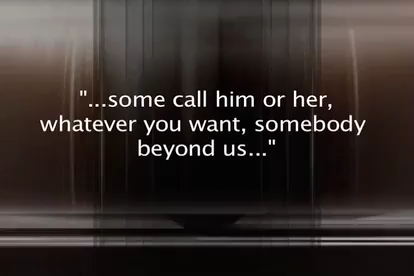 "...some call him or her,
whatever you want, somebody
beyond us..."